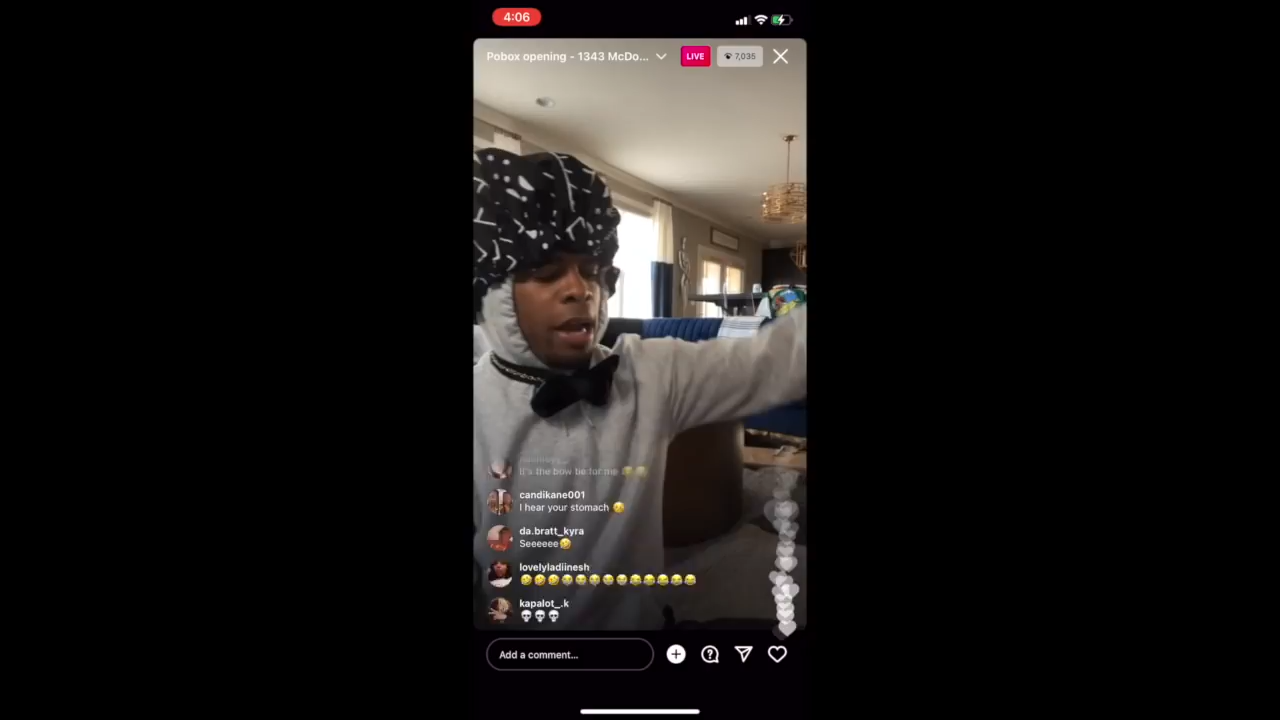 4:06
Pobox opening - 1343 McDo...
LIVE
7,035
It's the bow tie for me
candikane001
I hear your stomach
da.bratt_kyra
Seeeeee
lovelyladiinesh
kapalot_.k
Add a comment...